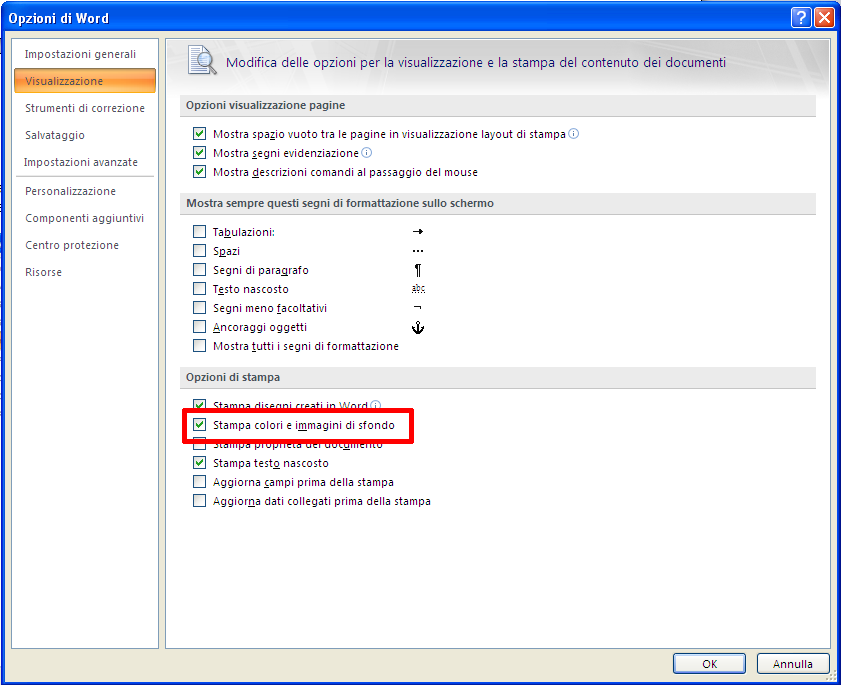 Opzioni di Word
Impostazioni generali
Visualizzazione
Strumenti di correzione
Salvataggio
Impostazioni avanzate
Personalizzazione
Componenti aggiuntivi
Centro protezione
Risorse
Modifica delle opzioni per la visualizzazione e la stampa del contenuto dei documenti
Opzioni visualizzazione pagine
Mostra spazio vuoto tra le pagine in visualizzazione layout di stampa
Mostra segni evidenziazione
Mostra descrizioni comandi al passaggio del mouse
Mostra sempre questi segni di formattazione sullo schermo
Tabulazioni: →
Spazi ...
Segni di paragrafo ¶
Testo nascosto abc
Segni meno facoltativi ¬
Ancoraggi oggetti
Mostra tutti i segni di formattazione
Opzioni di stampa
Stampa disegni creati in Word
Stampa colori e immagini di sfondo
Stampa proprietà del documento
Stampa testo nascosto
Aggiorna campi prima della stampa
Aggiorna dati collegati prima della stampa
OK Annulla